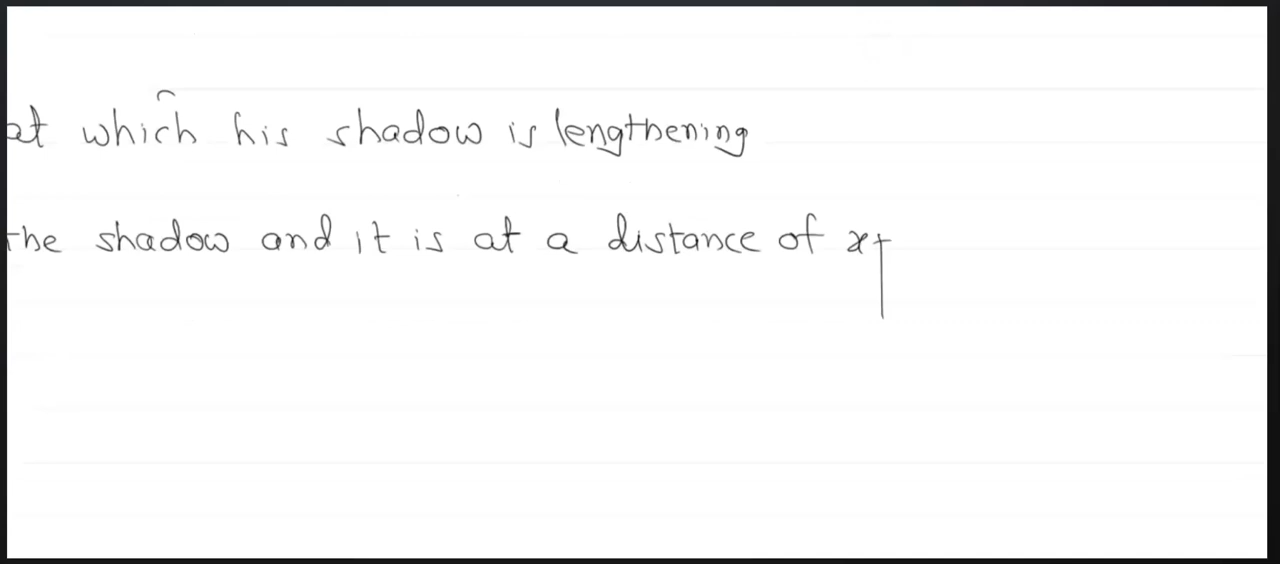 at which his shadow is lengthening
the shadow and it is at a distance of x+